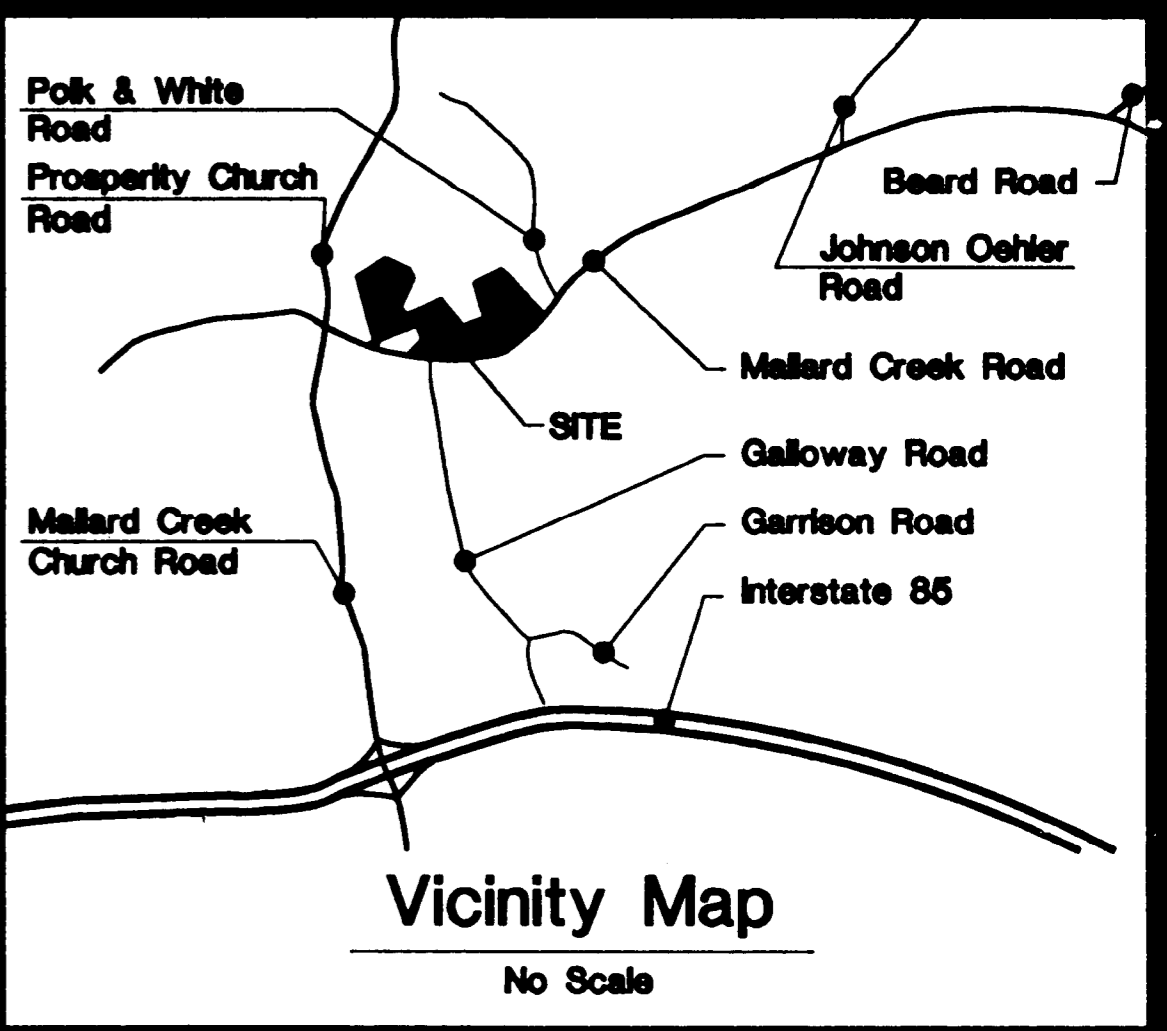 Polk & White
Road
Prosperity Church
Road
Beard Road
Johnson Oehler
Road
Mallard Creek Road
SITE
Galloway Road
Mallard Creek
Church Road
Garrison Road
Interstate 85
Vicinity Map
No Scale